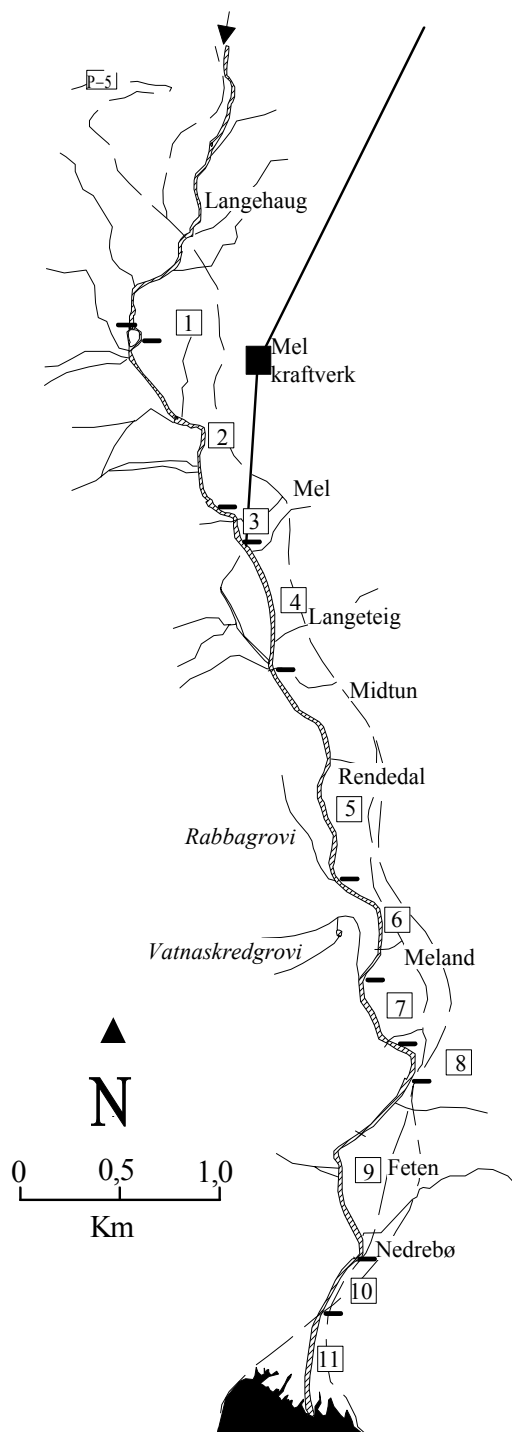 P-5
Langehaug
1
Mel
kraftverk
2
Mel
3
4
Langeteig
Midtun
Rendedal
5
Rabbagrovi
6
Vatnaskredgrovi
Meland
7
8
N
0 0,5 1,0
Km
9
Feten
Nedrebø
10
11